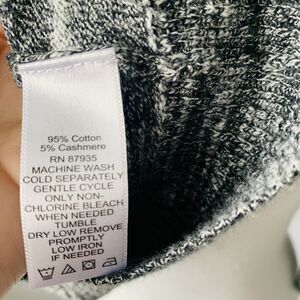 95% Cotton
5% Cashmere
RN 87935
MACHINE WASH
COLD SEPARATELY
GENTLE CYCLE
ONLY NON-
CHLORINE BLEACH
WHEN NEEDED
TUMBLE
DRY LOW REMOVE
PROMPTLY
LOW IRON
IF NEEDED